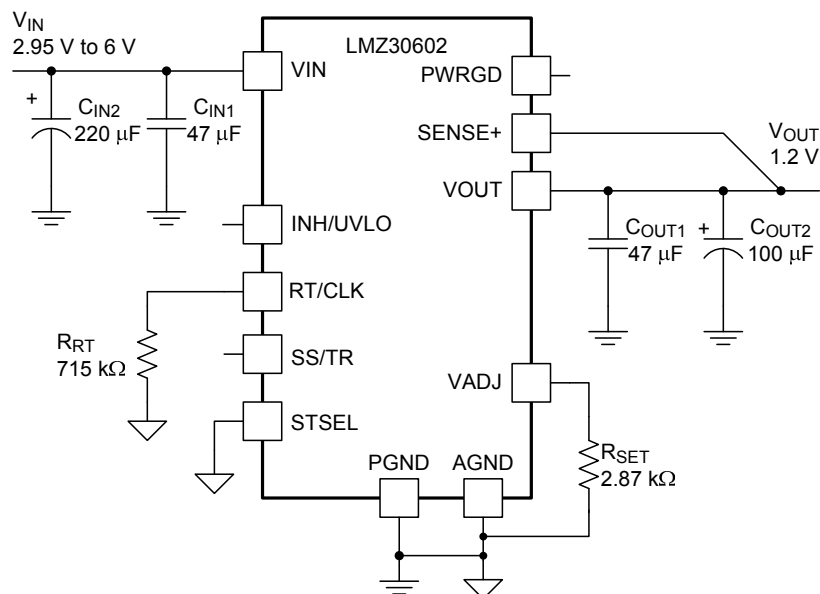 VIN
2.95 V to 6 V
LMZ30602
VIN
PWRGD
+
CIN2
220 μF
CIN1
47 μF
SENSE+
VOUT
1.2 V
VOUT
INH/UVLO
COUT1
47 μF
+
COUT2
100 μF
RT/CLK
RRT
715 kΩ
SS/TR
VADJ
STSEL
PGND
AGND
RSET
2.87 kΩ